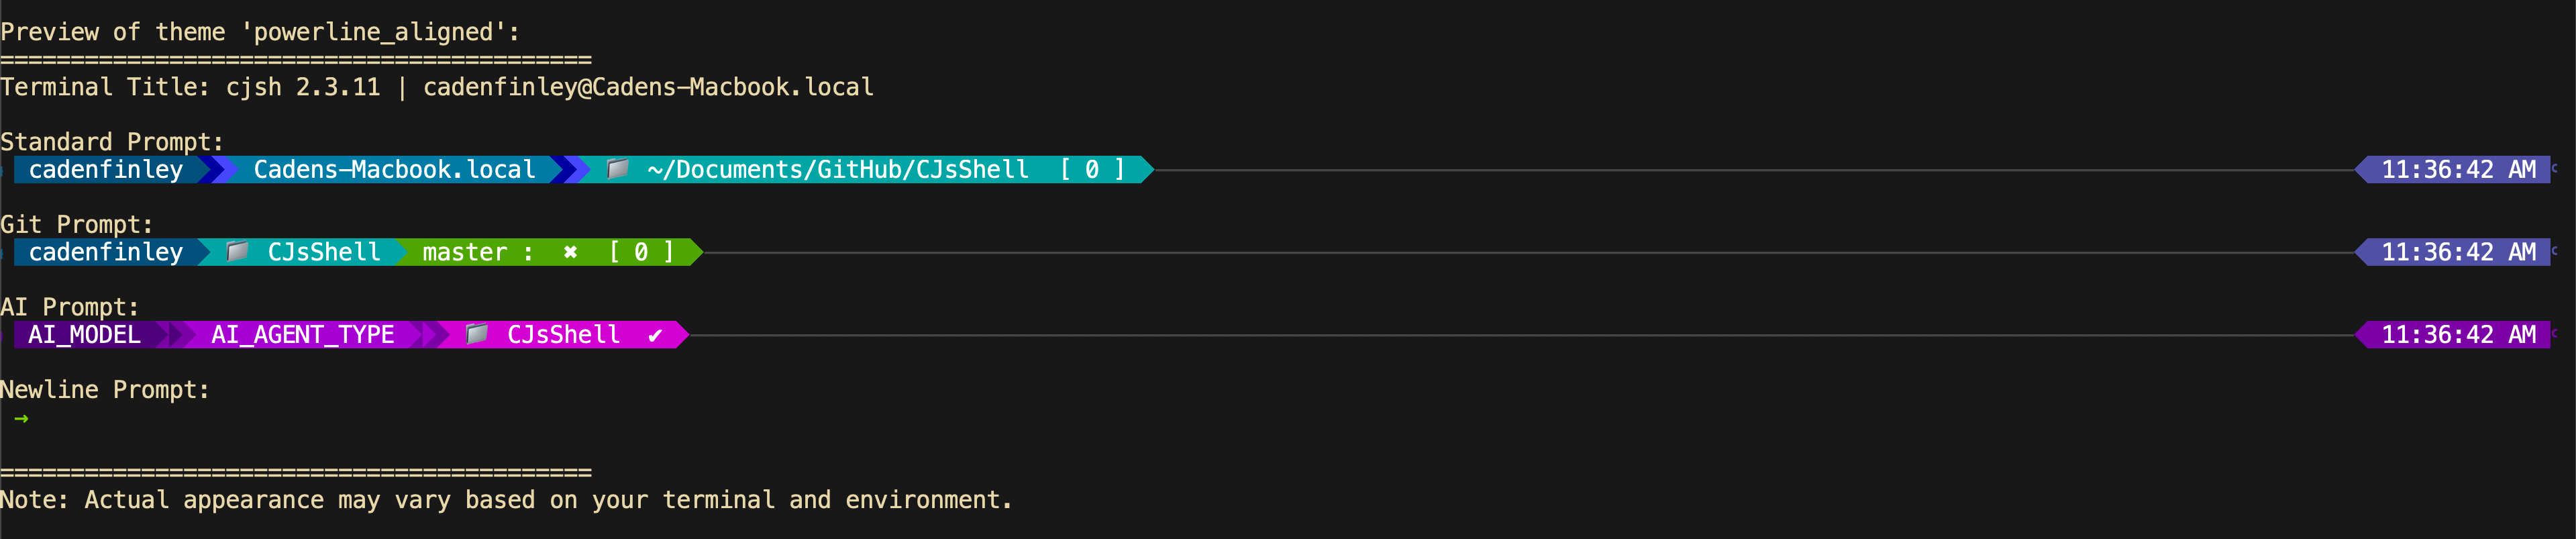 Preview of theme 'powerline_aligned':
==========================================
Terminal Title: cjsh 2.3.11 | cadenfinley@Cadens-Macbook.local
Standard Prompt:
cadenfinley Cadens-Macbook.local ~/Documents/GitHub/CJsShell [ 0 ] 11:36:42 AM
Git Prompt:
cadenfinley CJsShell master : ✖ [ 0 ] 11:36:42 AM
AI Prompt:
AI_MODEL AI_AGENT_TYPE CJsShell ✔ 11:36:42 AM
Newline Prompt:
→
==========================================
Note: Actual appearance may vary based on your terminal and environment.